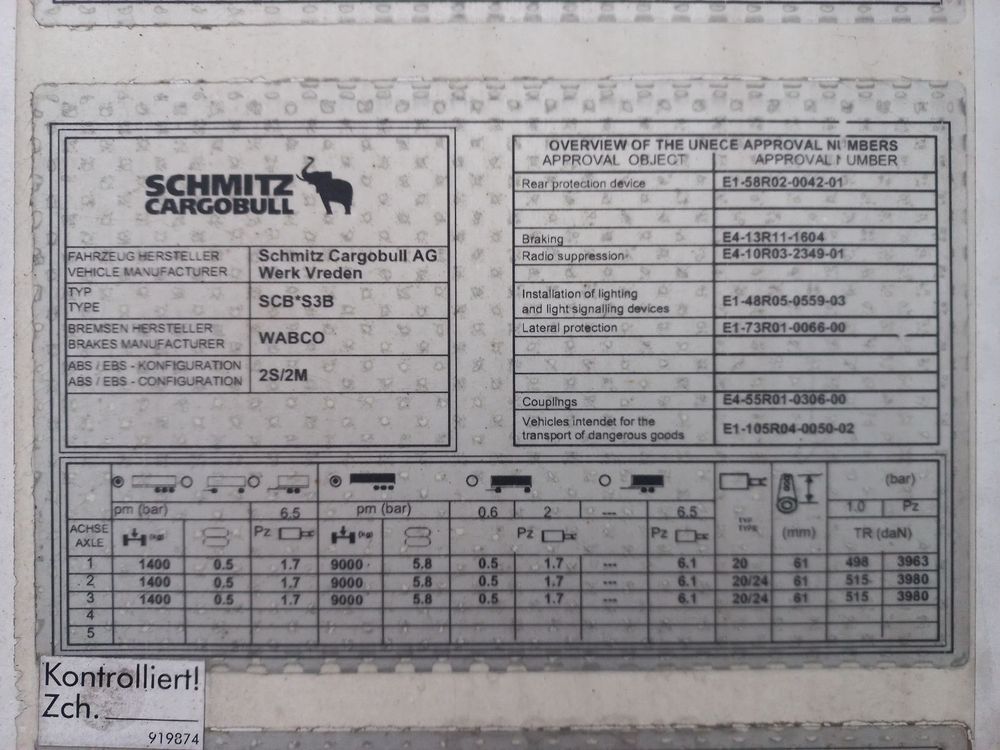 SCHMITZ
CARGOBULL
FAHRZEUG HERSTELLER
VEHICLE MANUFACTURER
Schmitz Cargobull AG
Werk Vreden
TYP
TYPE
SCB*S3B
BREMSEN HERSTELLER
BRAKES MANUFACTURER
WABCO
ABS / EBS - KONFIGURATION
ABS / EBS - CONFIGURATION
2S/2M
OVERVIEW OF THE UNECE APPROVAL NUMBERS
APPROVAL OBJECT APPROVAL NUMBER
Rear protection device E1-58R02-0042-01
Braking E4-13R11-1604
Radio suppression E4-10R03-2349-01
Installation of lighting
and light signalling devices E1-48R05-0559-03
Lateral protection E1-73R01-0066-00
Couplings E4-55R01-0306-00
Vehicles intendet for the
transport of dangerous goods E1-105R04-0050-02
(bar)
pm (bar) 6.5 pm (bar) 0.6 2 --- 6.5 1.0 Pz
ACHSE
AXLE
(kg) Pz (kg) Pz Pz TYP
TYPE (mm) TR (daN)
1 1400 0.5 1.7 9000 5.8 0.5 1.7 --- 6.1 20 61 498 3963
2 1400 0.5 1.7 9000 5.8 0.5 1.7 --- 6.1 20/24 61 515 3980
3 1400 0.5 1.7 9000 5.8 0.5 1.7 --- 6.1 20/24 61 515 3980
4
5
Kontrolliert!
Zch.
919874